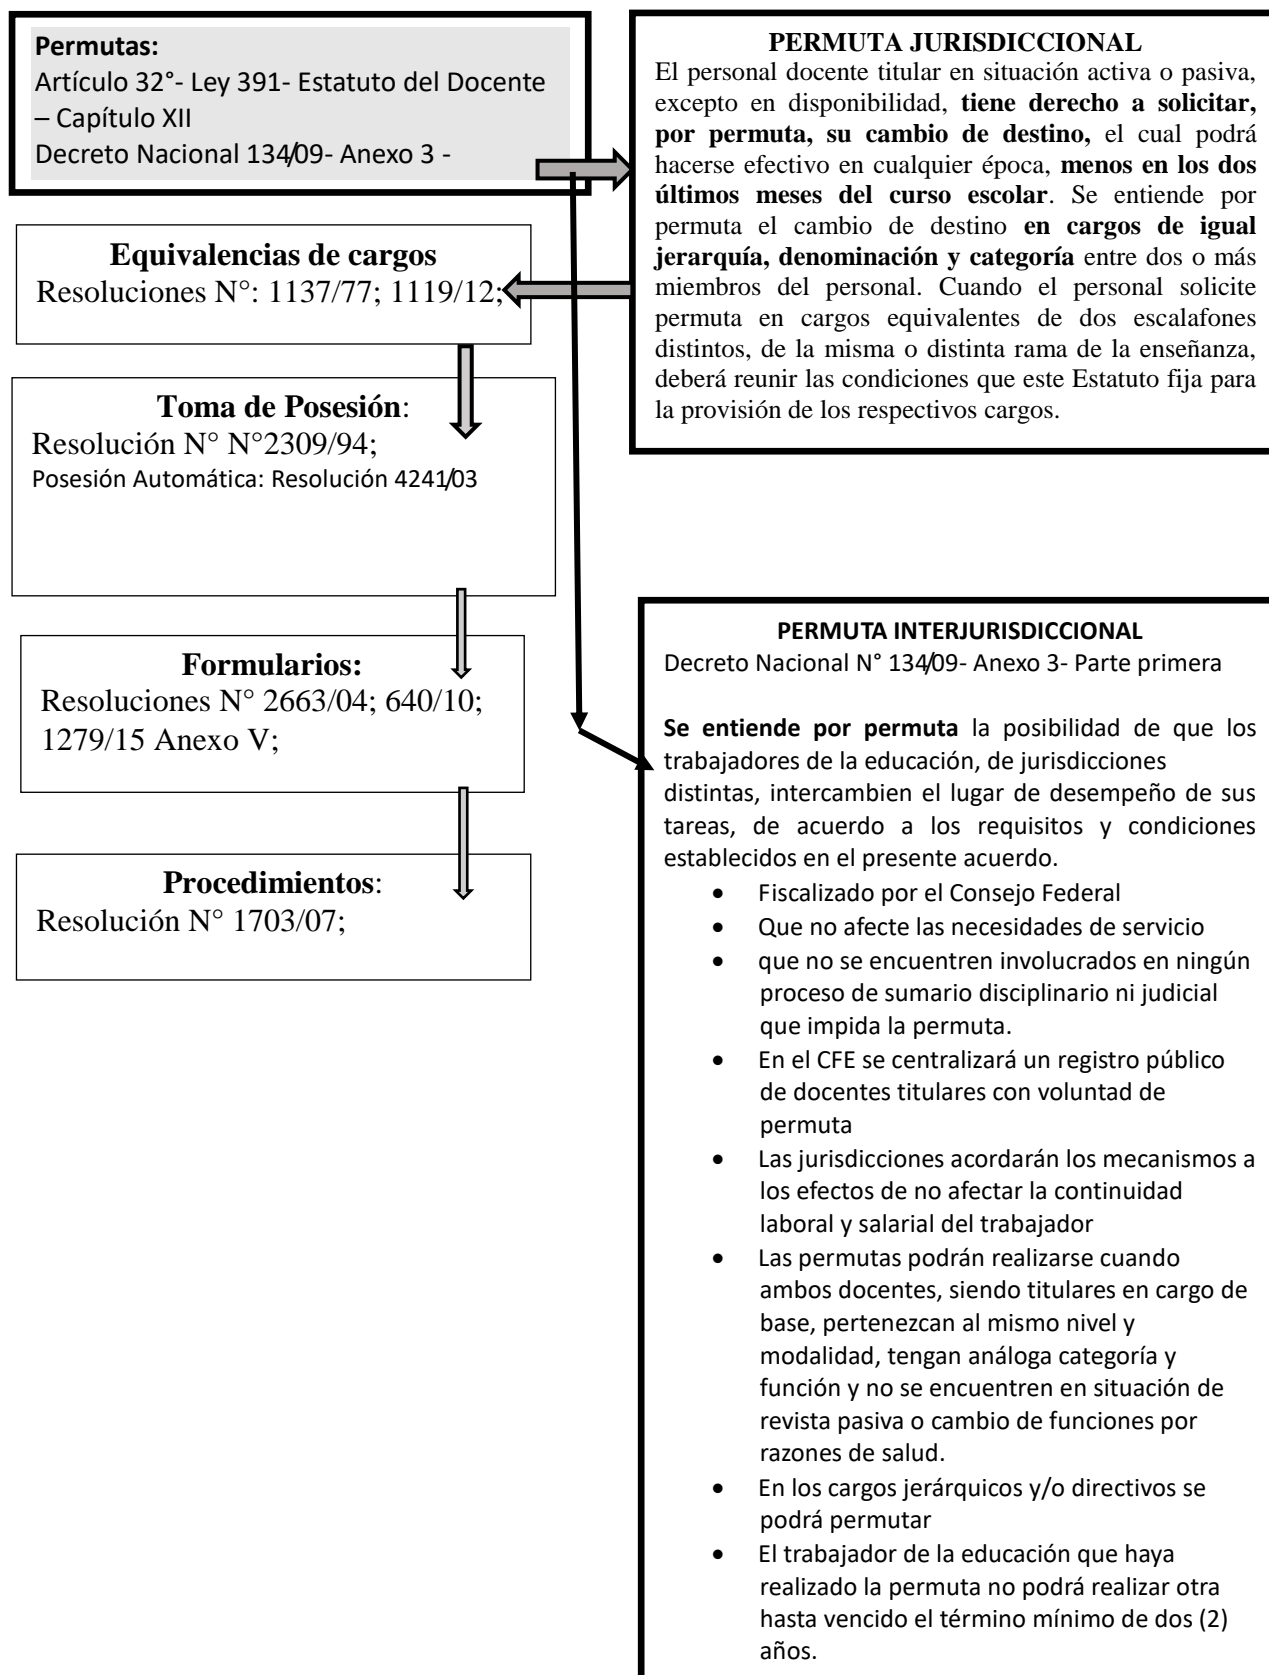 Permutas:
Artículo 32°- Ley 391- Estatuto del Docente
– Capítulo XII
Decreto Nacional 134/09- Anexo 3 -
PERMUTA JURISDICCIONAL
El personal docente titular en situación activa o pasiva,
excepto en disponibilidad, tiene derecho a solicitar,
por permuta, su cambio de destino, el cual podrá
hacerse efectivo en cualquier época, menos en los dos
últimos meses del curso escolar. Se entiende por
permuta el cambio de destino en cargos de igual
jerarquía, denominación y categoría entre dos o más
miembros del personal. Cuando el personal solicite
permuta en cargos equivalentes de dos escalafones
distintos, de la misma o distinta rama de la enseñanza,
deberá reunir las condiciones que este Estatuto fija para
la provisión de los respectivos cargos.
Equivalencias de cargos
Resoluciones N°: 1137/77; 1119/12;
Toma de Posesión:
Resolución N° N°2309/94;
Posesión Automática: Resolución 4241/03
Formularios:
Resoluciones N° 2663/04; 640/10;
1279/15 Anexo V;
Procedimientos:
Resolución N° 1703/07;
PERMUTA INTERJURISDICCIONAL
Decreto Nacional N° 134/09- Anexo 3- Parte primera
Se entiende por permuta la posibilidad de que los
trabajadores de la educación, de jurisdicciones
distintas, intercambien el lugar de desempeño de sus
tareas, de acuerdo a los requisitos y condiciones
establecidos en el presente acuerdo.
• Fiscalizado por el Consejo Federal
• Que no afecte las necesidades de servicio
• que no se encuentren involucrados en ningún
proceso de sumario disciplinario ni judicial
que impida la permuta.
• En el CFE se centralizará un registro público
de docentes titulares con voluntad de
permuta
• Las jurisdicciones acordarán los mecanismos a
los efectos de no afectar la continuidad
laboral y salarial del trabajador
• Las permutas podrán realizarse cuando
ambos docentes, siendo titulares en cargo de
base, pertenezcan al mismo nivel y
modalidad, tengan análoga categoría y
función y no se encuentren en situación de
revista pasiva o cambio de funciones por
razones de salud.
• En los cargos jerárquicos y/o directivos se
podrá permutar
• El trabajador de la educación que haya
realizado la permuta no podrá realizar otra
hasta vencido el término mínimo de dos (2)
años.